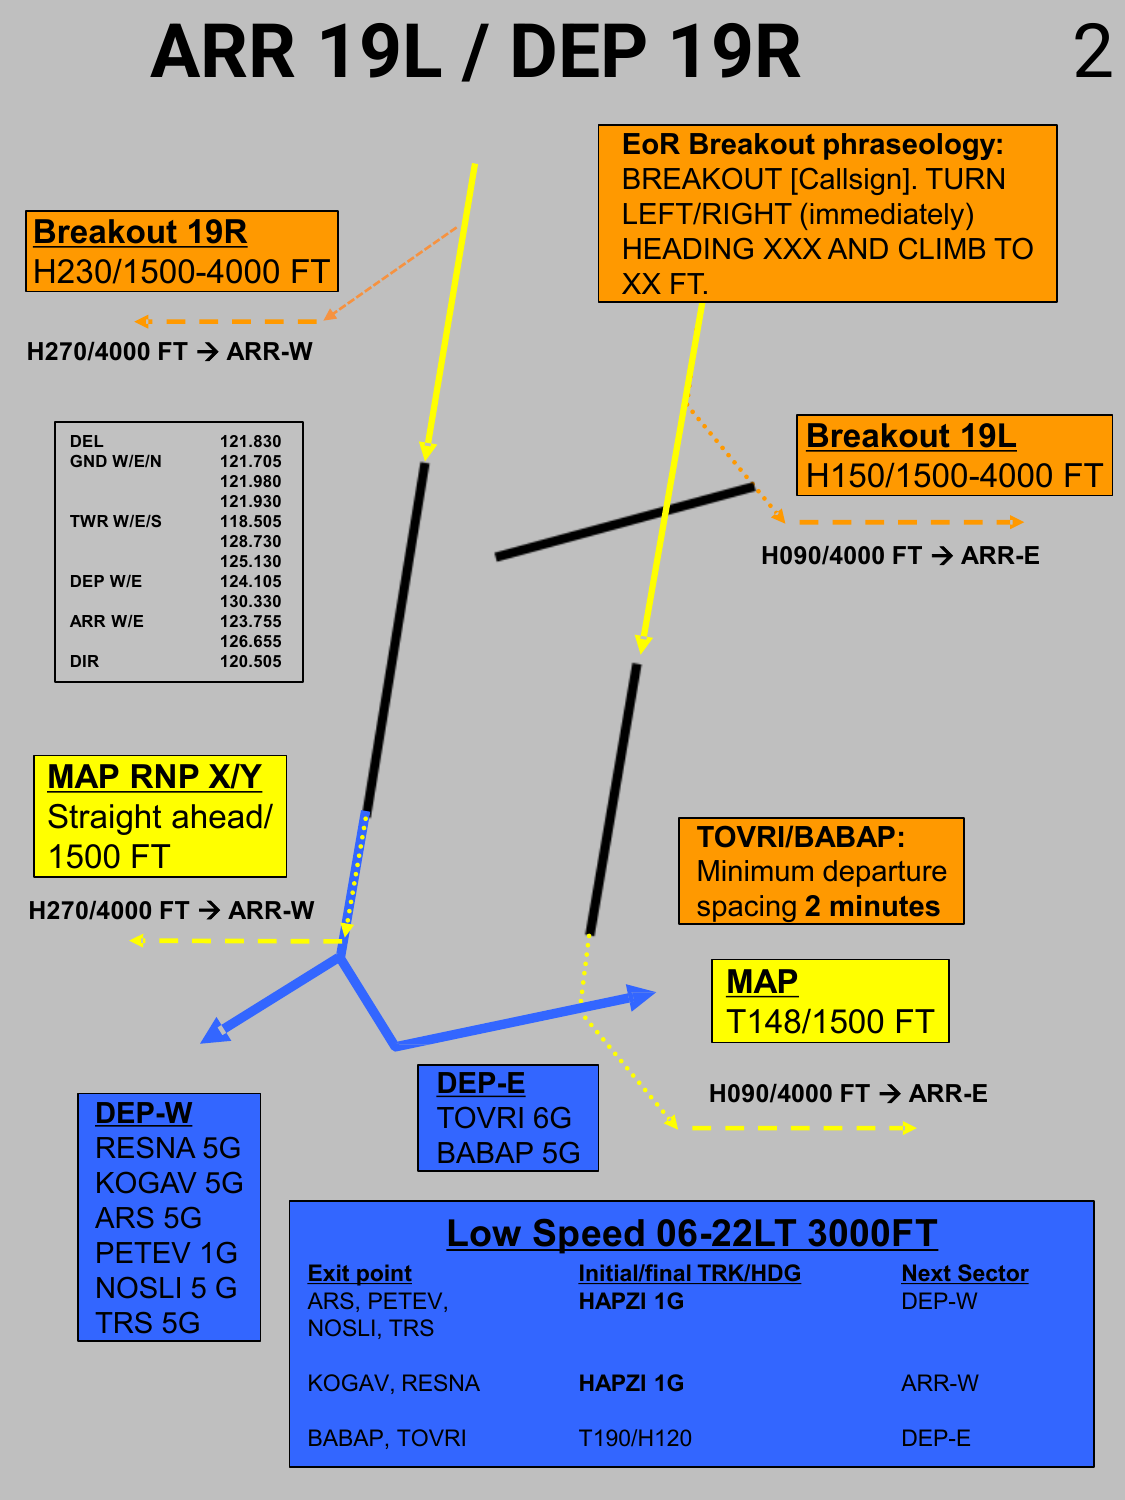 ARR 19L / DEP 19R
2
EoR Breakout phraseology:
BREAKOUT [Callsign]. TURN
LEFT/RIGHT (immediately)
HEADING XXX AND CLIMB TO
XX FT.
Breakout 19R
H230/1500-4000 FT
H270/4000 FT → ARR-W
Breakout 19L
H150/1500-4000 FT
H090/4000 FT → ARR-E
DEL 121.830
GND W/E/N 121.705
121.980
121.930
TWR W/E/S 118.505
128.730
125.130
DEP W/E 124.105
130.330
ARR W/E 123.755
126.655
DIR 120.505
MAP RNP X/Y
Straight ahead/
1500 FT
H270/4000 FT → ARR-W
TOVRI/BABAP:
Minimum departure
spacing 2 minutes
MAP
T148/1500 FT
H090/4000 FT → ARR-E
DEP-E
TOVRI 6G
BABAP 5G
DEP-W
RESNA 5G
KOGAV 5G
ARS 5G
PETEV 1G
NOSLI 5 G
TRS 5G
Low Speed 06-22LT 3000FT
Exit point Initial/final TRK/HDG Next Sector
ARS, PETEV, HAPZI 1G DEP-W
NOSLI, TRS
KOGAV, RESNA HAPZI 1G ARR-W
BABAP, TOVRI T190/H120 DEP-E